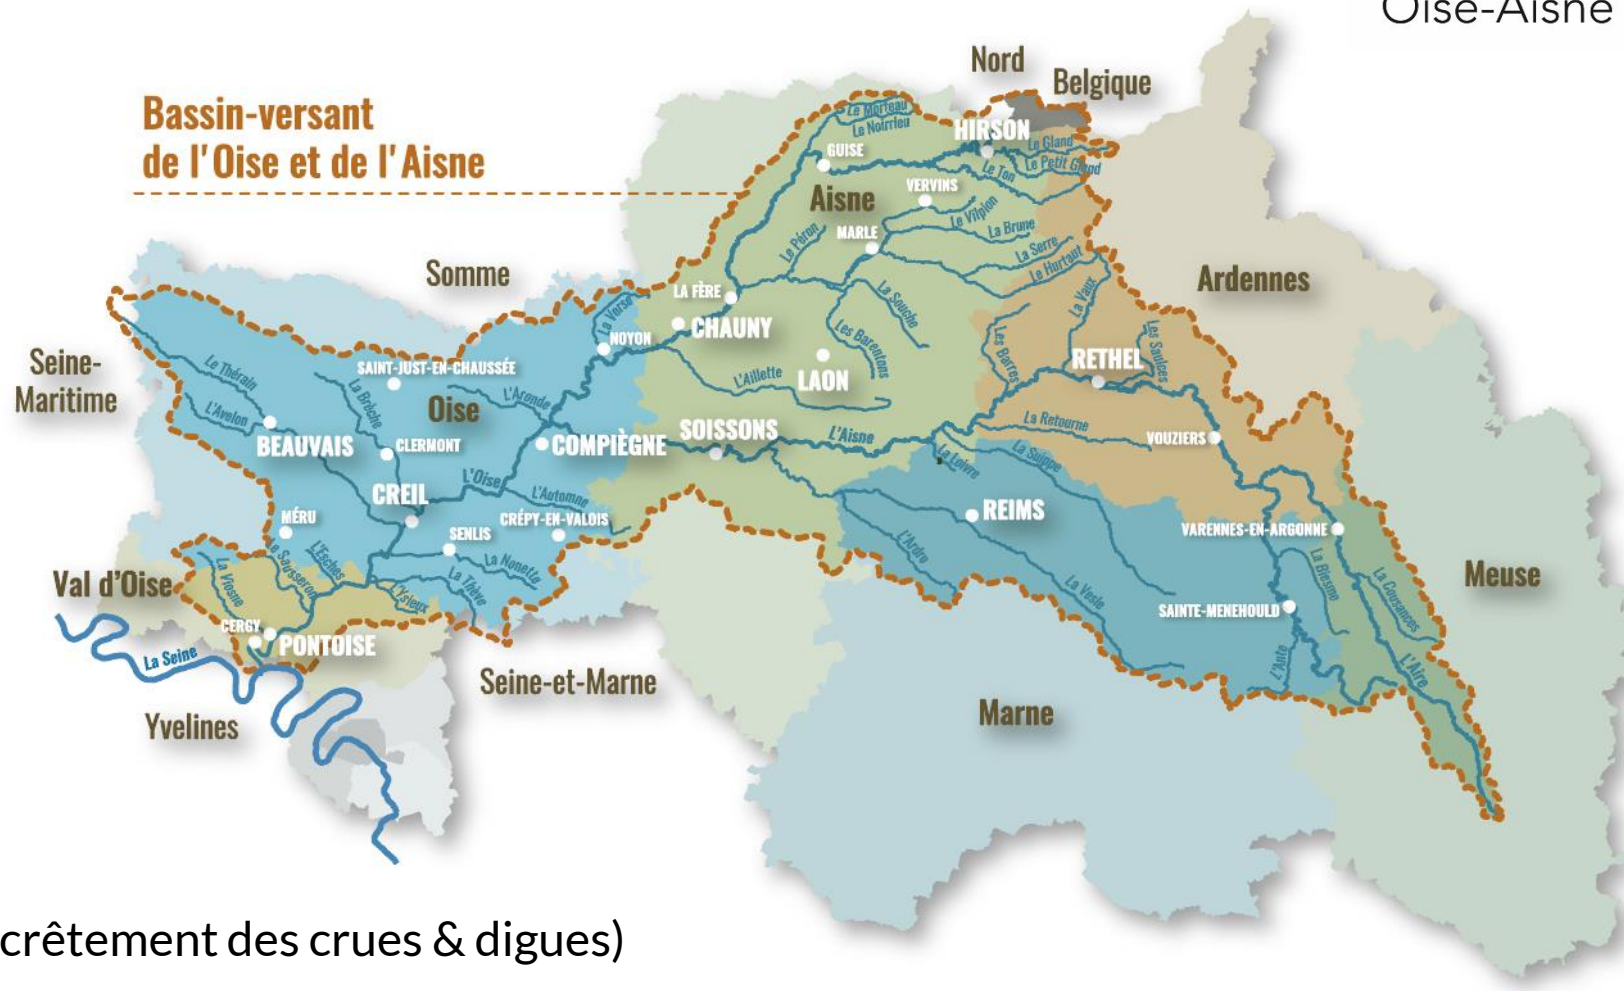 Oise-Aisne
Nord
Belgique
Bassin-versant
de l'Oise et de l'Aisne
Le Morteau
Le Noirrieu
HIRSON
Le Gland
Le Petit Gland
Le Ton
GUISE
VERVINS
Aisne
Le Vilpion
La Brune
MARLE
Le Péron
La Serre
Le Hurtaut
Somme
Ardennes
LA FÈRE
La Verse
La Souche
La Vaux
CHAUNY
NOYON
Les Barentons
Les Barres
Les Saulces
RETHEL
Seine-
Maritime
Le Thérain
SAINT-JUST-EN-CHAUSSÉE
La Brêche
L'Aronde
L'Aillette
LAON
L'Avelon
Oise
BEAUVAIS
CLERMONT
COMPIÈGNE
SOISSONS
L'Aisne
La Retourne
VOUZIERS
La Loivre
La Suippe
L'Oise
CREIL
L'Automne
REIMS
MÉRU
SENLIS
CRÉPY-EN-VALOIS
VARENNES-EN-ARGONNE
L'Ardre
La Vesle
La Biesme
La Cousances
Meuse
Val d'Oise
La Viosne
Le Sausseron
L'Esches
L'Ysieux
La Thève
La Nonette
SAINTE-MENEHOULD
CERGY
PONTOISE
La Seine
Seine-et-Marne
L'Ante
L'Aire
Yvelines
Marne
crêtement des crues & digues)